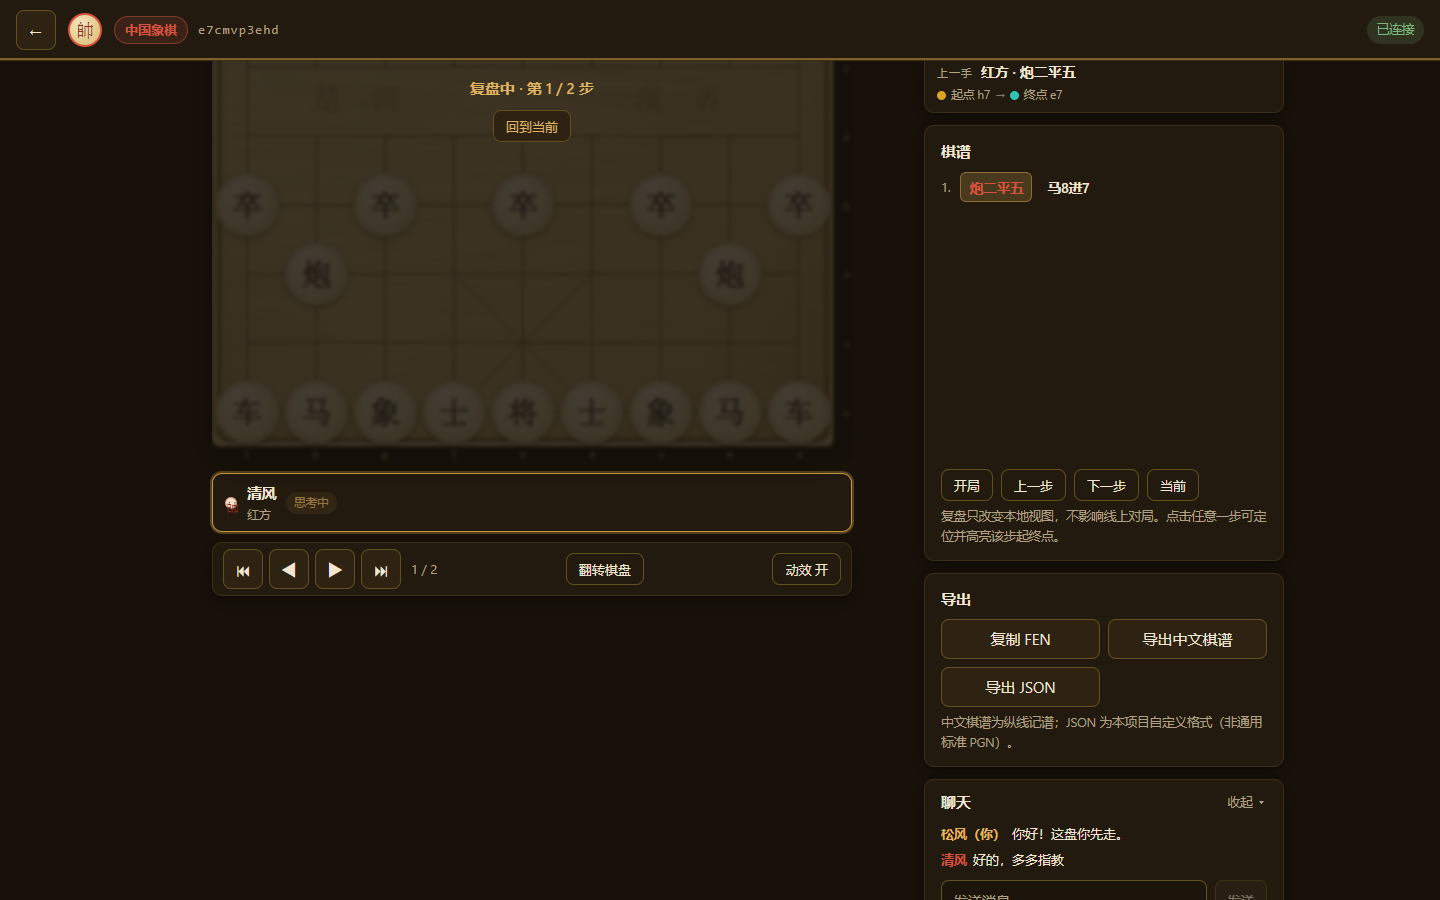 ←
帥
中国象棋
e7cmvp3ehd
已连接
复盘中 · 第 1 / 2 步
回到当前
卒 卒 卒 卒 卒
炮 炮
车 马 象 士 将 士 象 马 车
清风
思考中
红方
1 / 2
翻转棋盘
动效 开
上一手 红方 · 炮二平五
起点 h7 → 终点 e7
棋谱
1. 炮二平五 马8进7
开局 上一步 下一步 当前
复盘只改变本地视图，不影响线上对局。点击任意一步可定
位并高亮该步起终点。
导出
复制 FEN
导出中文棋谱
导出 JSON
中文棋谱为纵线记谱；JSON 为本项目自定义格式（非通用
标准 PGN）。
聊天
收起
松风（你） 你好！这盘你先走。
清风 好的，多多指教
发送消息
发送